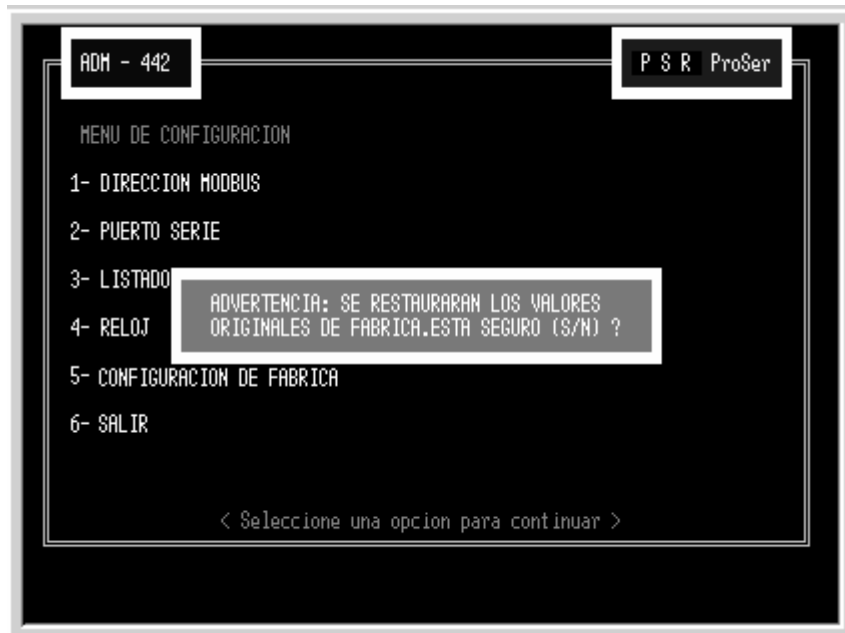 ADM - 442
P S R ProSer
MENU DE CONFIGURACION
1- DIRECCION MODBUS
2- PUERTO SERIE
3- LISTADO
ADVERTENCIA: SE RESTAURARAN LOS VALORES
ORIGINALES DE FABRICA.ESTA SEGURO (S/N) ?
4- RELOJ
5- CONFIGURACION DE FABRICA
6- SALIR
< Seleccione una opcion para continuar >